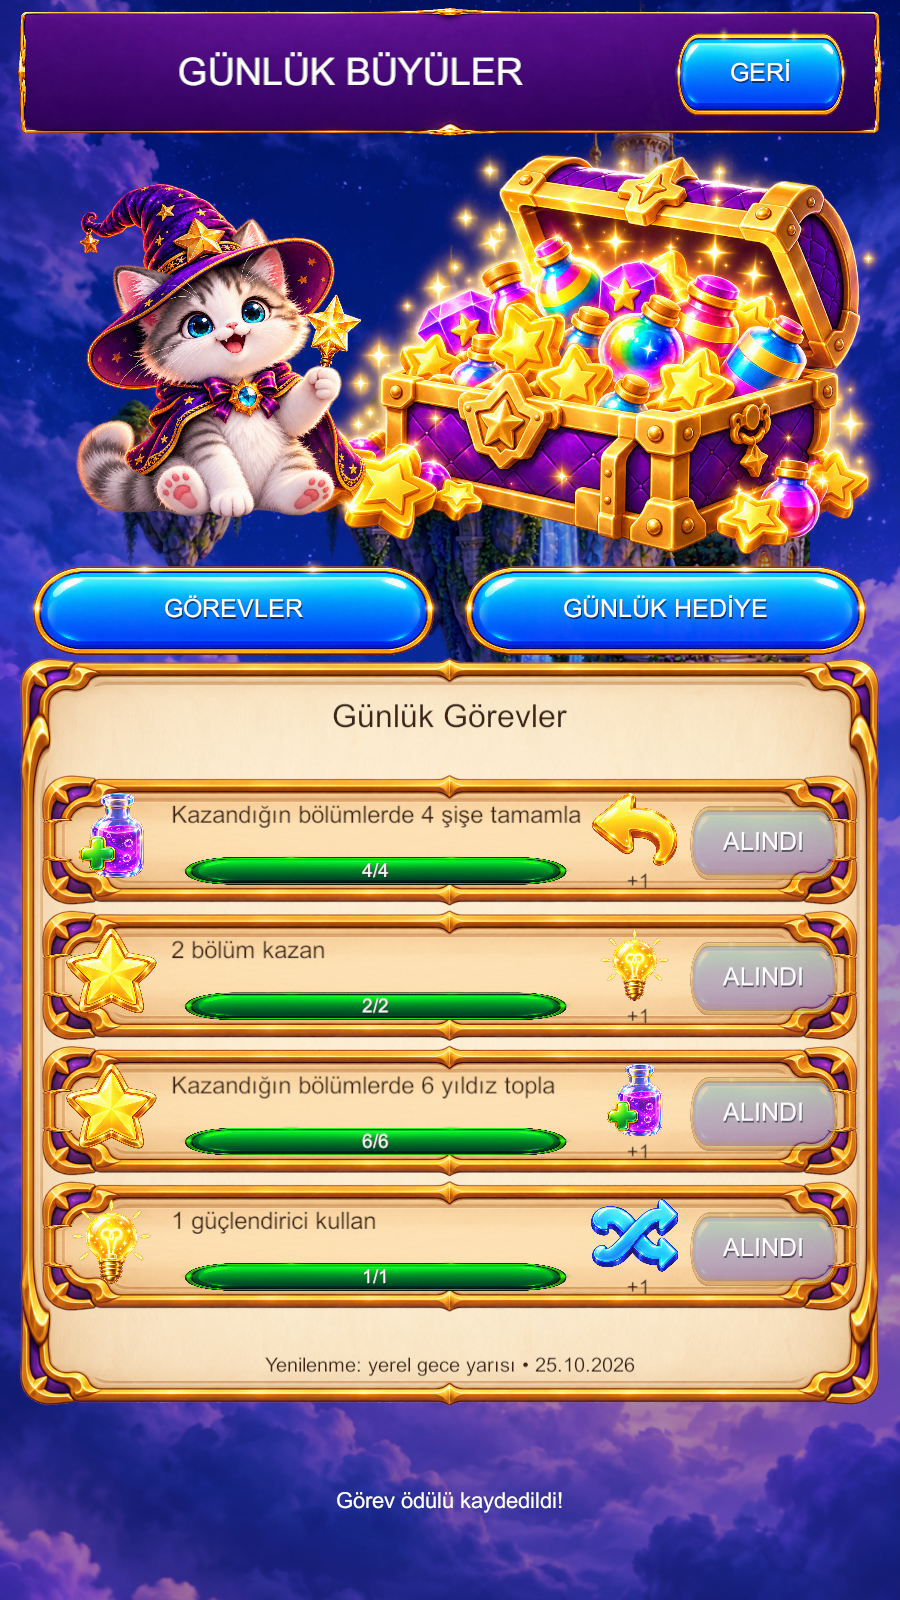 GÜNLÜK BÜYÜLER
GERİ
GÖREVLER
GÜNLÜK HEDİYE
Günlük Görevler
Kazandığın bölümlerde 4 şişe tamamla
4/4
+1
ALINDI
2 bölüm kazan
2/2
+1
ALINDI
Kazandığın bölümlerde 6 yıldız topla
6/6
+1
ALINDI
1 güçlendirici kullan
1/1
+1
ALINDI
Yenilenme: yerel gece yarısı • 25.10.2026
Görev ödülü kaydedildi!